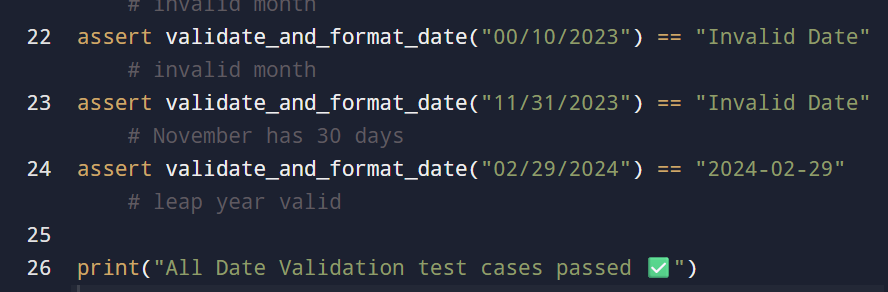 # invalid month
22 assert validate_and_format_date("00/10/2023") == "Invalid Date"
# invalid month
23 assert validate_and_format_date("11/31/2023") == "Invalid Date"
# November has 30 days
24 assert validate_and_format_date("02/29/2024") == "2024-02-29"
# leap year valid
25
26 print("All Date Validation test cases passed ✅")